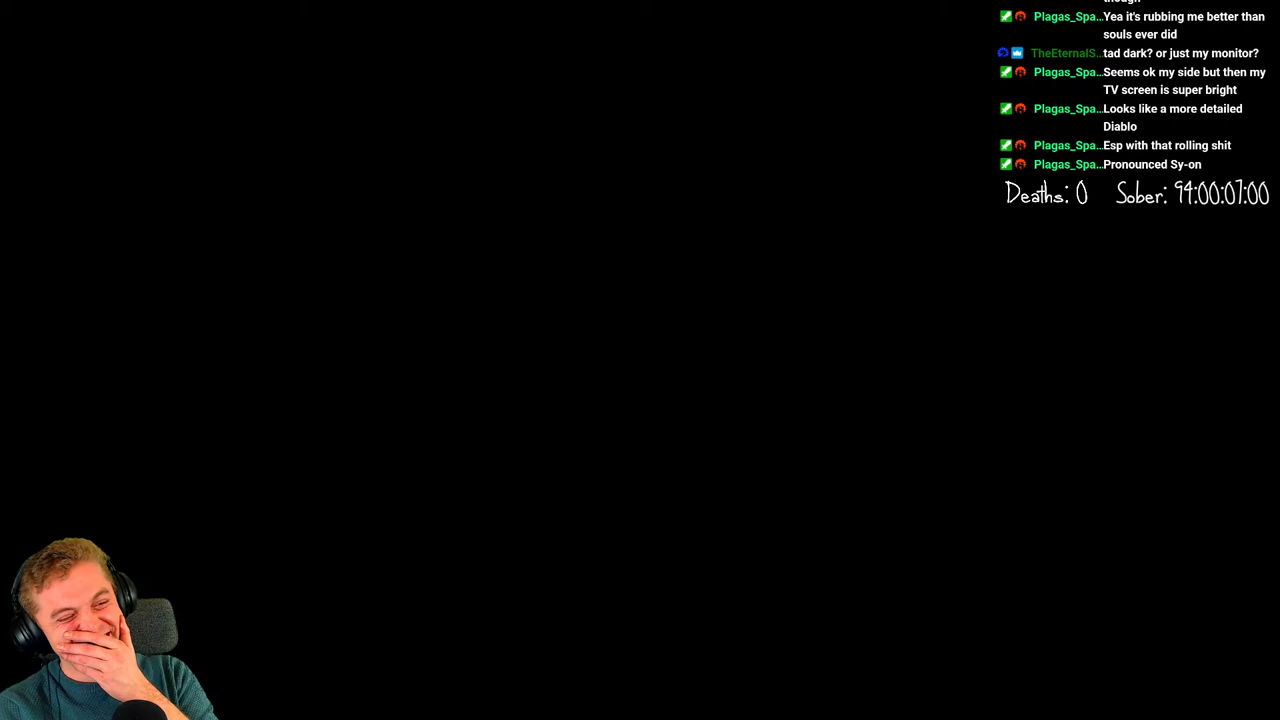 Plagas_Spa... Yea it's rubbing me better than
souls ever did
TheEternalS... tad dark? or just my monitor?
Plagas_Spa... Seems ok my side but then my
TV screen is super bright
Plagas_Spa... Looks like a more detailed
Diablo
Plagas_Spa... Esp with that rolling shit
Plagas_Spa... Pronounced Sy-on
Deaths: 0 Sober: 94:00:07:00